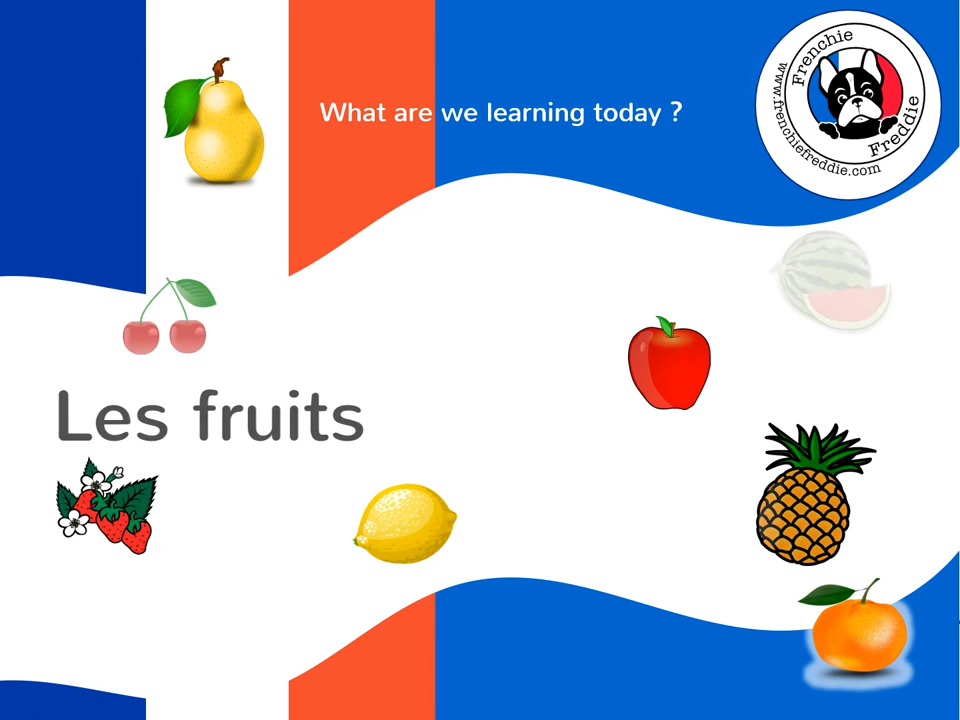 What are we learning today ?
Frenchie
Freddie
www.frenchiefreddie.com
Les fruits